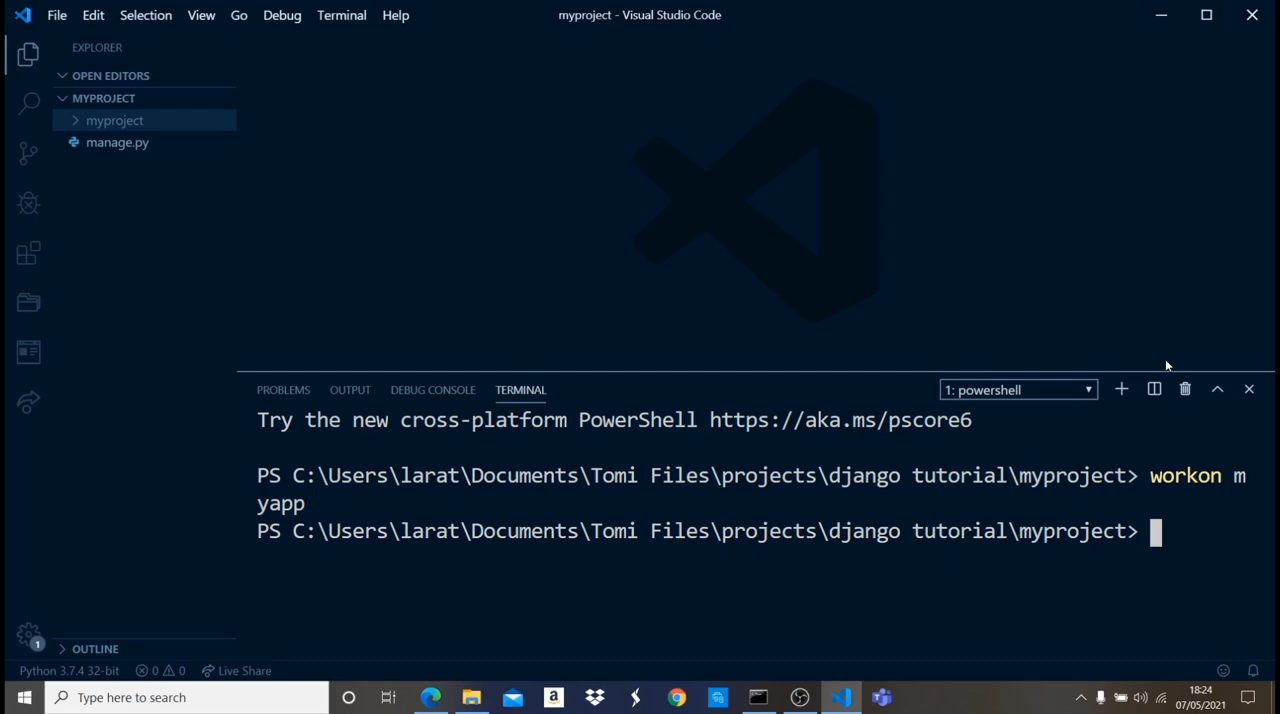 File Edit Selection View Go Debug Terminal Help
myproject - Visual Studio Code
EXPLORER
OPEN EDITORS
MYPROJECT
myproject
manage.py
PROBLEMS OUTPUT DEBUG CONSOLE TERMINAL
1: powershell
Try the new cross-platform PowerShell https://aka.ms/pscore6
PS C:\Users\larat\Documents\Tomi Files\projects\django tutorial\myproject> workon m
yapp
PS C:\Users\larat\Documents\Tomi Files\projects\django tutorial\myproject>
1
OUTLINE
Python 3.7.4 32-bit 0 0 Live Share
Type here to search
18:24
07/05/2021